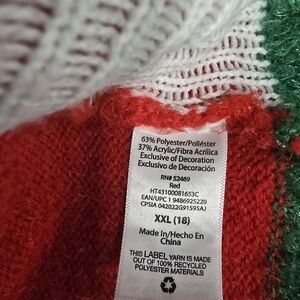 63% Polyester/Poliéster
37% Acrylic/Fibra Acrílica
Exclusive of Decoration
Exclusivo de Decoración
RN# 52469
Red
HT43100081653C
EAN/UPC 1 9486925220
CPSIA 042022G91595AJ
XXL (18)
Made In/Hecho En
China
THIS LABEL YARN IS MADE
OUT OF 100% RECYCLED
POLYESTER MATERIALS